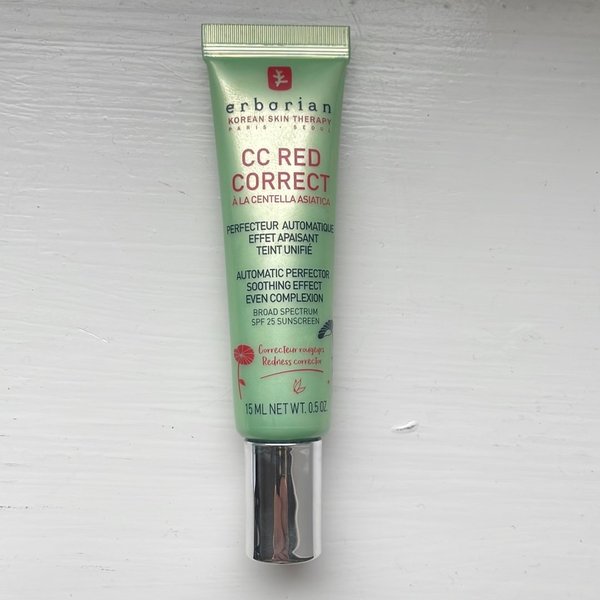 erborian
KOREAN SKIN THERAPY
PARIS - SEOUL
CC RED
CORRECT
À LA CENTELLA ASIATICA
PERFECTEUR AUTOMATIQUE
EFFET APAISANT
TEINT UNIFIÉ
AUTOMATIC PERFECTOR
SOOTHING EFFECT
EVEN COMPLEXION
BROAD SPECTRUM
SPF 25 SUNSCREEN
Correcteur rougeurs
Redness corrector
15 ML NET WT. 0.5 OZ.